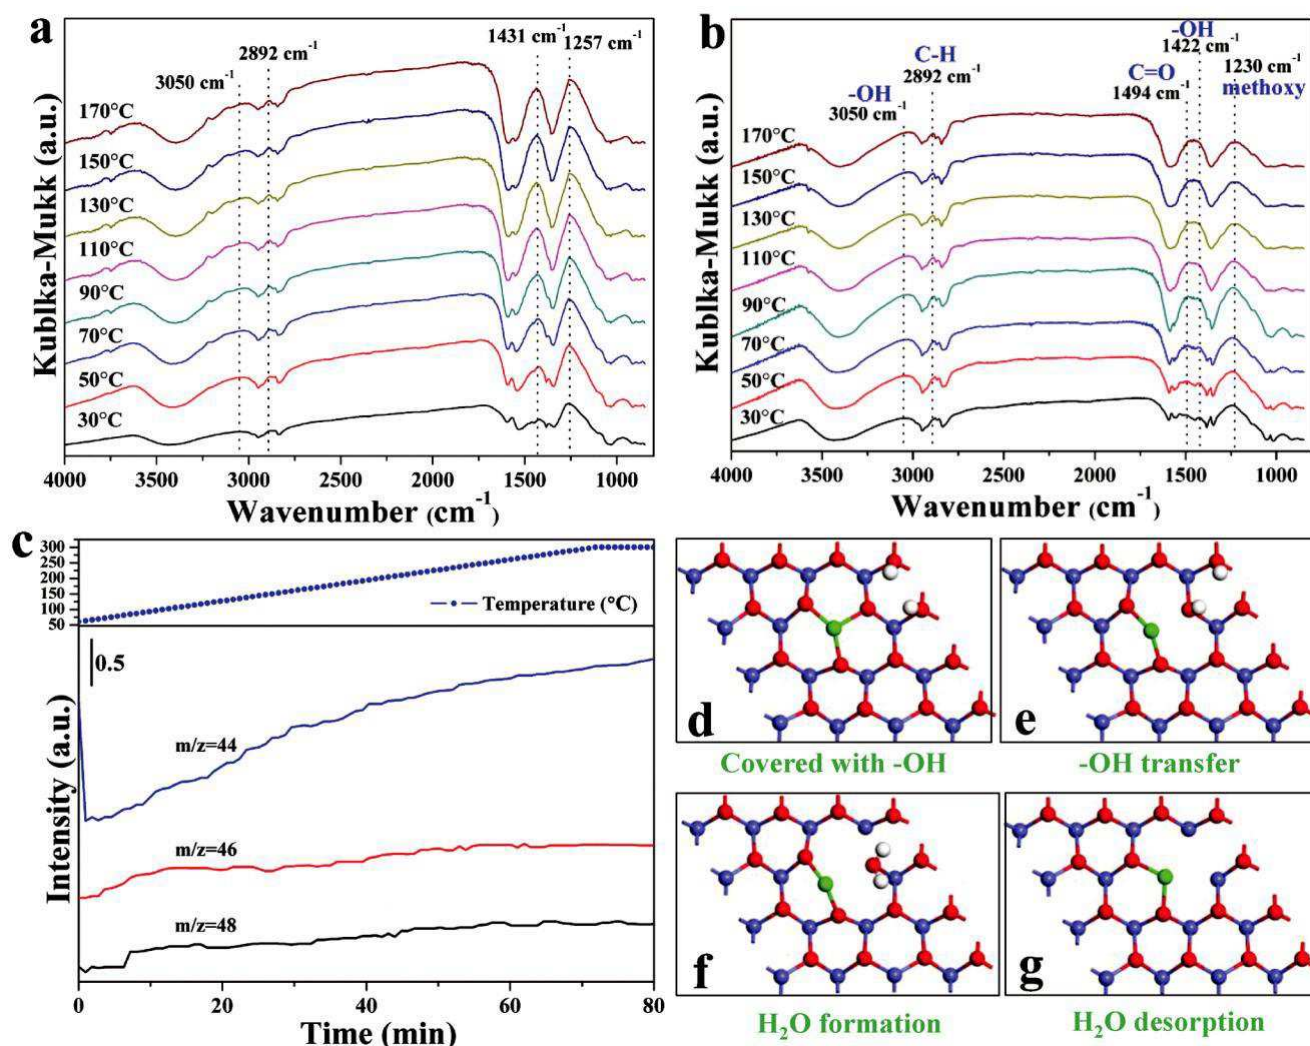 a
3050 cm-1
2892 cm-1
1431 cm-1
1257 cm-1
170°C
150°C
130°C
110°C
90°C
70°C
50°C
30°C
Kublka-Mukk (a.u.)
4000 3500 3000 2500 2000 1500 1000
Wavenumber (cm-1)
b
-OH
3050 cm-1
C-H
2892 cm-1
C=O
1494 cm-1
-OH
1422 cm-1
1230 cm-1
methoxy
170°C
150°C
130°C
110°C
90°C
70°C
50°C
30°C
Kublka-Mukk (a.u.)
4000 3500 3000 2500 2000 1500 1000
Wavenumber (cm-1)
c
300
250
200
150
100
50
Temperature (°C)
0.5
m/z=44
m/z=46
m/z=48
Intensity (a.u.)
0 20 40 60 80
Time (min)
d
Covered with -OH
e
-OH transfer
f
H2O formation
g
H2O desorption